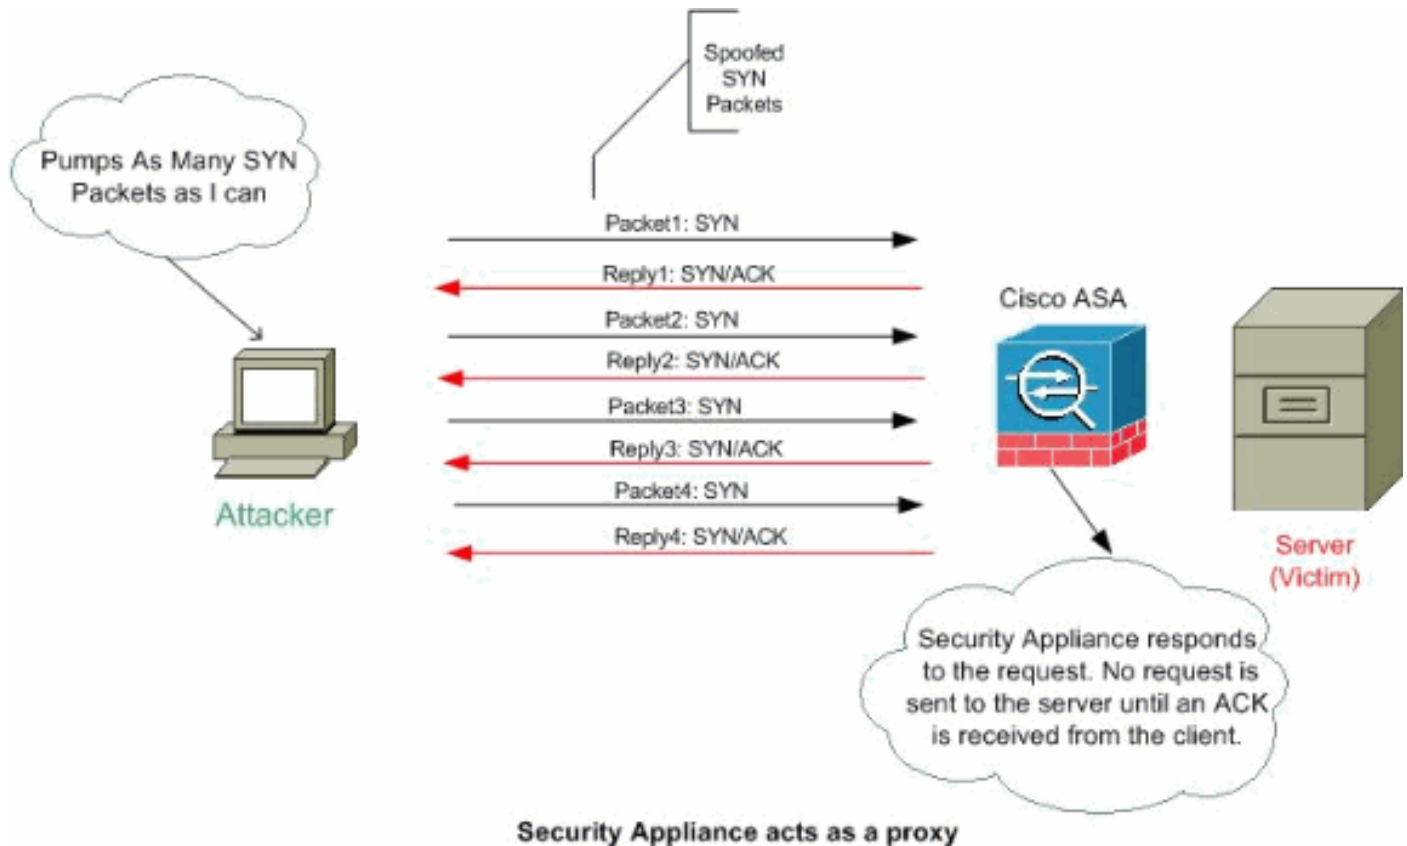 Spoofed
SYN
Packets
Pumps As Many SYN
Packets as I can
Packet1: SYN
Reply1: SYN/ACK
Packet2: SYN
Reply2: SYN/ACK
Packet3: SYN
Reply3: SYN/ACK
Packet4: SYN
Reply4: SYN/ACK
Attacker
Cisco ASA
Server
(Victim)
Security Appliance responds
to the request. No request is
sent to the server until an ACK
is received from the client.
Security Appliance acts as a proxy